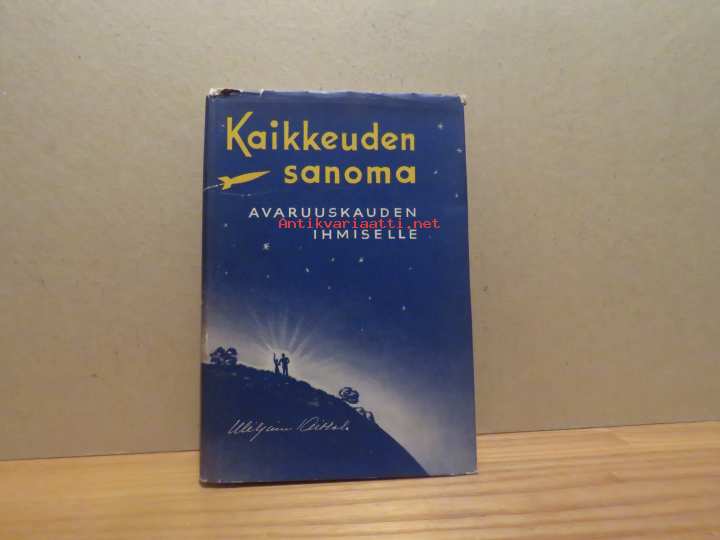 Kaikkeuden
sanoma
AVARUUSKAUDEN
Antikvariaatti.net
IHMISELLE